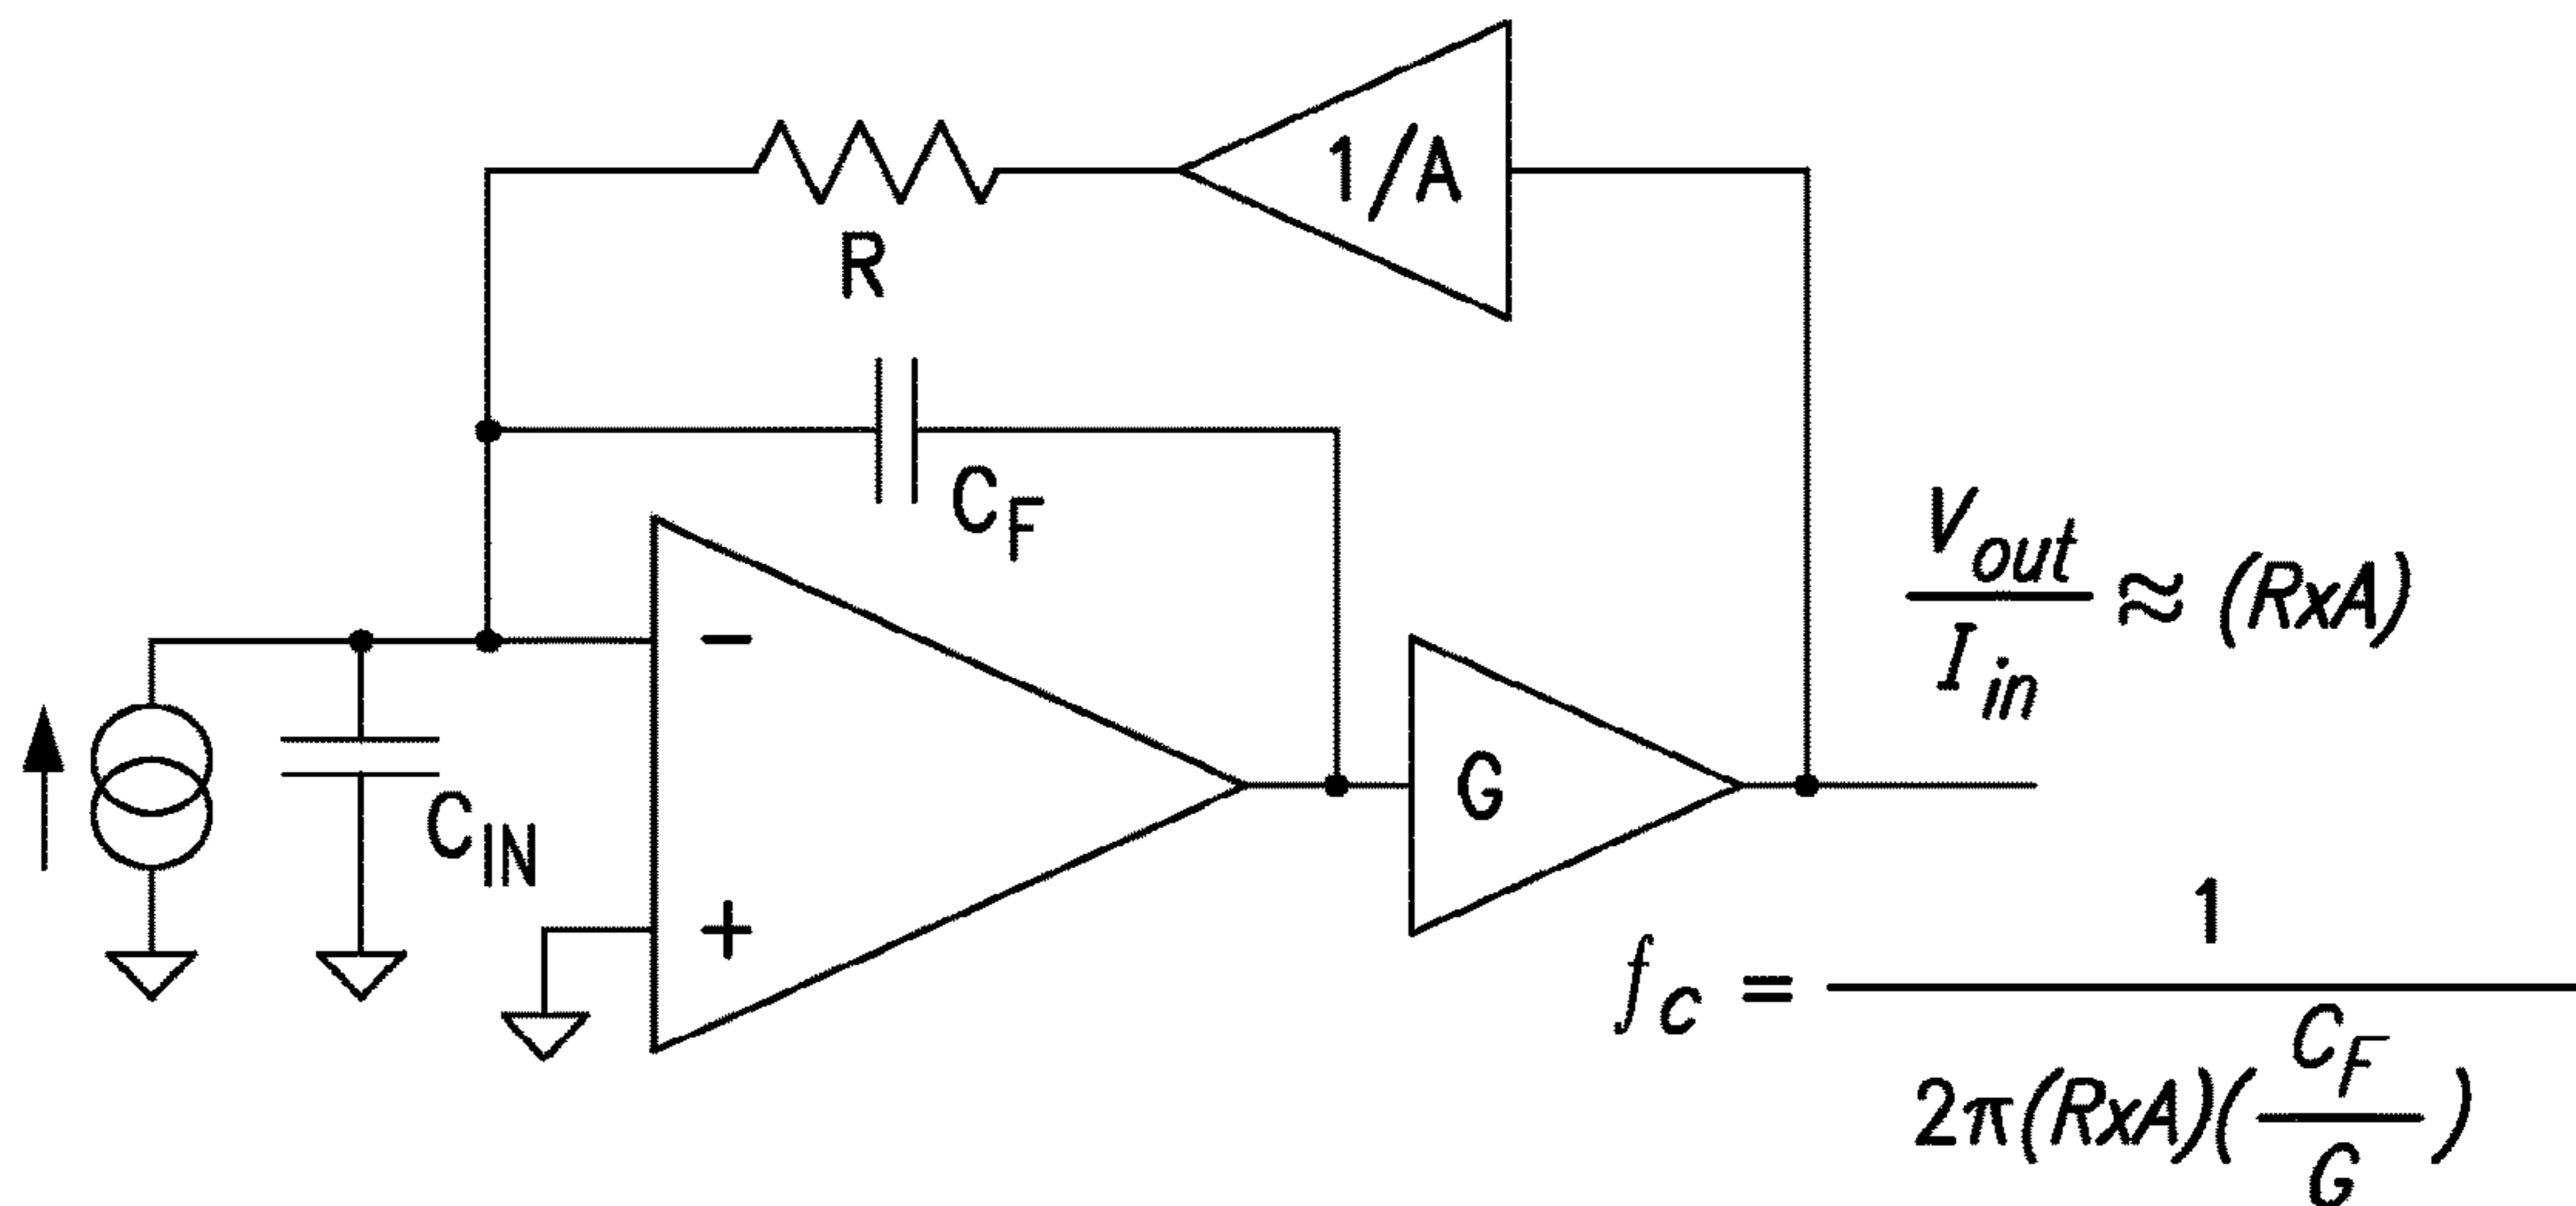 1/A
R
C_F
−
+
C_IN
G
V_out / I_in ≈ (RxA)
f_c = 1 / 2π(RxA)(C_F / G)